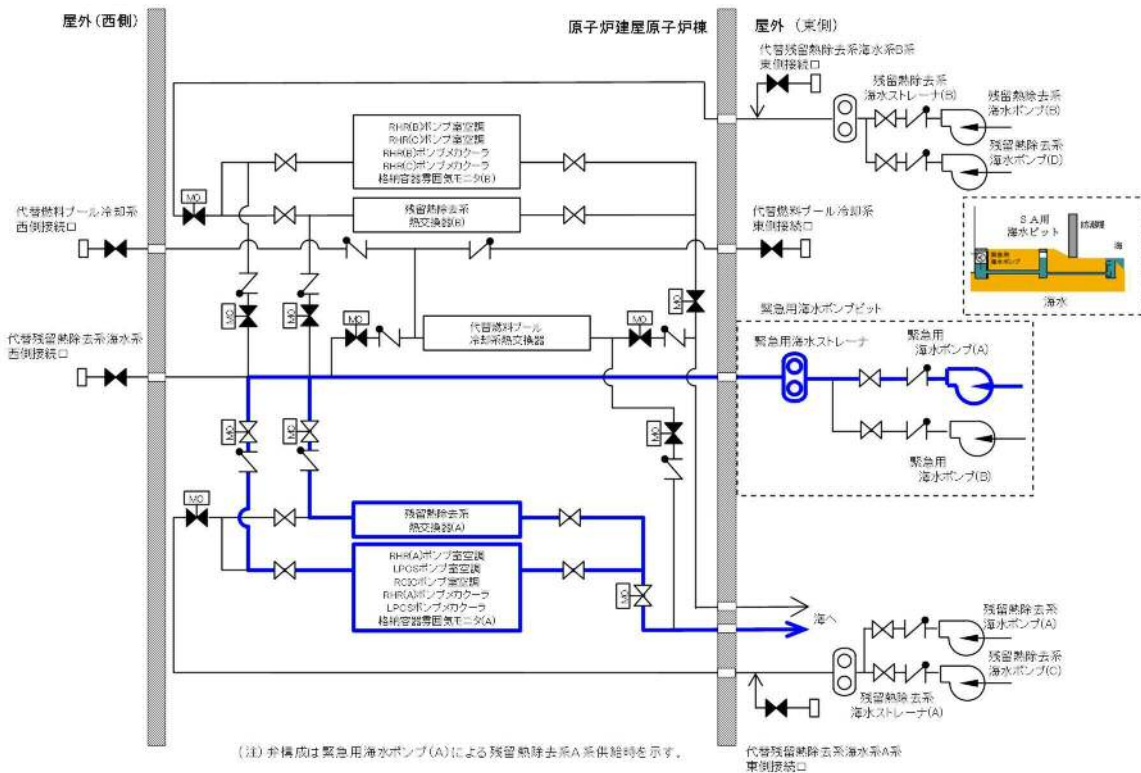 屋外(西側)
原子炉建屋原子炉棟
屋外 (東側)
代替残留熱除去系海水系B系
東側接続口
残留熱除去系
海水ストレーナ(B)
残留熱除去系
海水ポンプ(B)
残留熱除去系
海水ポンプ(D)
RHR(B)ポンプ室空調
RHR(C)ポンプ室空調
RHR(B)ポンプメカクーラ
RHR(C)ポンプメカクーラ
格納容器雰囲気モニタ(B)
MO
残留熱除去系
熱交換器(B)
代替燃料プール冷却系
西側接続口
代替燃料プール冷却系
東側接続口
SA用
海水ピット
防潮堤
海
緊急用
海水ポンプ
海水
MO
MO
MO
MO
MO
代替燃料プール
冷却系熱交換器
代替残留熱除去系海水系
西側接続口
緊急用海水ポンプピット
緊急用海水ストレーナ
緊急用
海水ポンプ(A)
MO
MO
MO
緊急用
海水ポンプ(B)
MO
残留熱除去系
熱交換器(A)
RHR(A)ポンプ室空調
LPCSポンプ室空調
RCICポンプ室空調
RHR(A)ポンプメカクーラ
LPCSポンプメカクーラ
格納容器雰囲気モニタ(A)
MO
海へ
残留熱除去系
海水ポンプ(A)
残留熱除去系
海水ポンプ(C)
残留熱除去系
海水ストレーナ(A)
(注) 弁構成は緊急用海水ポンプ(A)による残留熱除去系A系供給時を示す。
代替残留熱除去系海水系A系
東側接続口